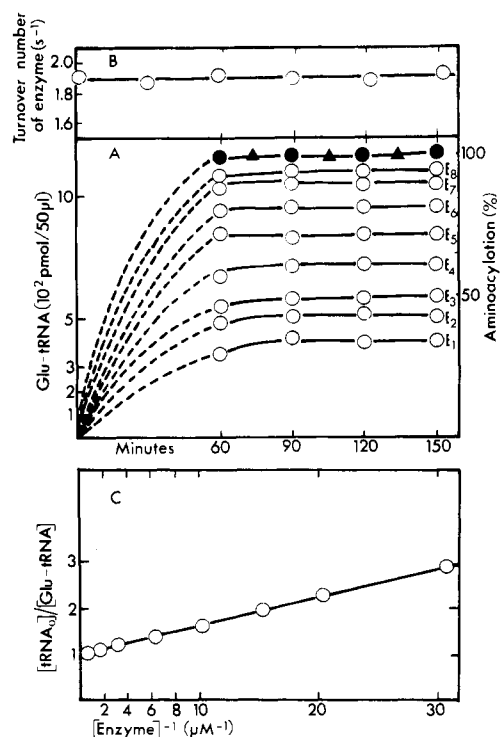 Turnover number
of enzyme (s⁻¹)
B
2.0
1.8
1.6
A
Glu-tRNA (10² pmol/50µl)
10
5
3
2
1
100
50
Aminoacylation (%)
E₈
E₇
E₆
E₅
E₄
E₃
E₂
E₁
Minutes
60
90
120
150
C
[tRNA₀]/[Glu-tRNA]
3
2
1
2
4
6
8
10
20
30
[Enzyme]⁻¹ (µM⁻¹)